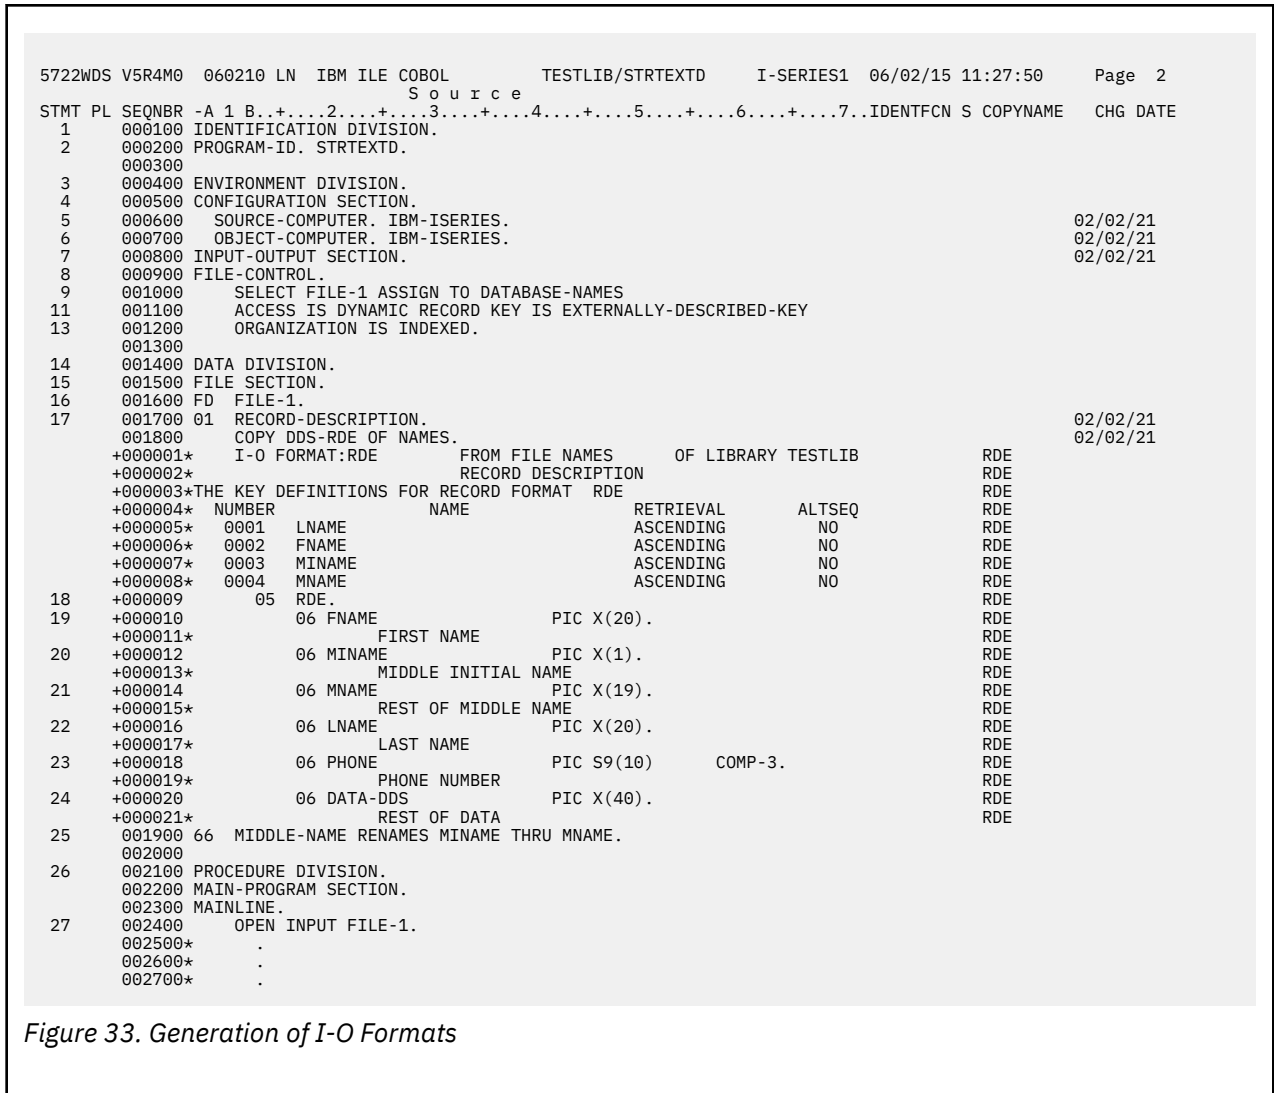 5722WDS V5R4M0  060210 LN  IBM ILE COBOL         TESTLIB/STRTEXTD     I-SERIES1  06/02/15 11:27:50     Page  2
                                    S o u r c e
STMT PL SEQNBR -A 1 B..+....2....+....3....+....4....+....5....+....6....+....7..IDENTFCN S COPYNAME   CHG DATE
  1     000100 IDENTIFICATION DIVISION.
  2     000200 PROGRAM-ID. STRTEXTD.
        000300
  3     000400 ENVIRONMENT DIVISION.
  4     000500 CONFIGURATION SECTION.
  5     000600   SOURCE-COMPUTER. IBM-ISERIES.                                                       02/02/21
  6     000700   OBJECT-COMPUTER. IBM-ISERIES.                                                       02/02/21
  7     000800 INPUT-OUTPUT SECTION.                                                                 02/02/21
  8     000900 FILE-CONTROL.
  9     001000     SELECT FILE-1 ASSIGN TO DATABASE-NAMES
 11     001100     ACCESS IS DYNAMIC RECORD KEY IS EXTERNALLY-DESCRIBED-KEY
 13     001200     ORGANIZATION IS INDEXED.
        001300
 14     001400 DATA DIVISION.
 15     001500 FILE SECTION.
 16     001600 FD  FILE-1.
 17     001700 01  RECORD-DESCRIPTION.                                                               02/02/21
        001800     COPY DDS-RDE OF NAMES.                                                            02/02/21
       +000001*    I-O FORMAT:RDE        FROM FILE NAMES      OF LIBRARY TESTLIB            RDE
       +000002*                          RECORD DESCRIPTION                                 RDE
       +000003*THE KEY DEFINITIONS FOR RECORD FORMAT  RDE                                   RDE
       +000004*  NUMBER               NAME                RETRIEVAL       ALTSEQ            RDE
       +000005*   0001   LNAME                            ASCENDING         NO              RDE
       +000006*   0002   FNAME                            ASCENDING         NO              RDE
       +000007*   0003   MINAME                           ASCENDING         NO              RDE
       +000008*   0004   MNAME                            ASCENDING         NO              RDE
 18    +000009       05  RDE.                                                               RDE
 19    +000010           06 FNAME                PIC X(20).                                RDE
       +000011*                  FIRST NAME                                                 RDE
 20    +000012           06 MINAME               PIC X(1).                                 RDE
       +000013*                  MIDDLE INITIAL NAME                                        RDE
 21    +000014           06 MNAME                PIC X(19).                                RDE
       +000015*                  REST OF MIDDLE NAME                                        RDE
 22    +000016           06 LNAME                PIC X(20).                                RDE
       +000017*                  LAST NAME                                                  RDE
 23    +000018           06 PHONE                PIC S9(10)      COMP-3.                   RDE
       +000019*                  PHONE NUMBER                                               RDE
 24    +000020           06 DATA-DDS             PIC X(40).                                RDE
       +000021*                  REST OF DATA                                               RDE
 25     001900 66  MIDDLE-NAME RENAMES MINAME THRU MNAME.
        002000
 26     002100 PROCEDURE DIVISION.
        002200 MAIN-PROGRAM SECTION.
        002300 MAINLINE.
 27     002400     OPEN INPUT FILE-1.
        002500*      .
        002600*      .
        002700*      .
Figure 33. Generation of I-O Formats